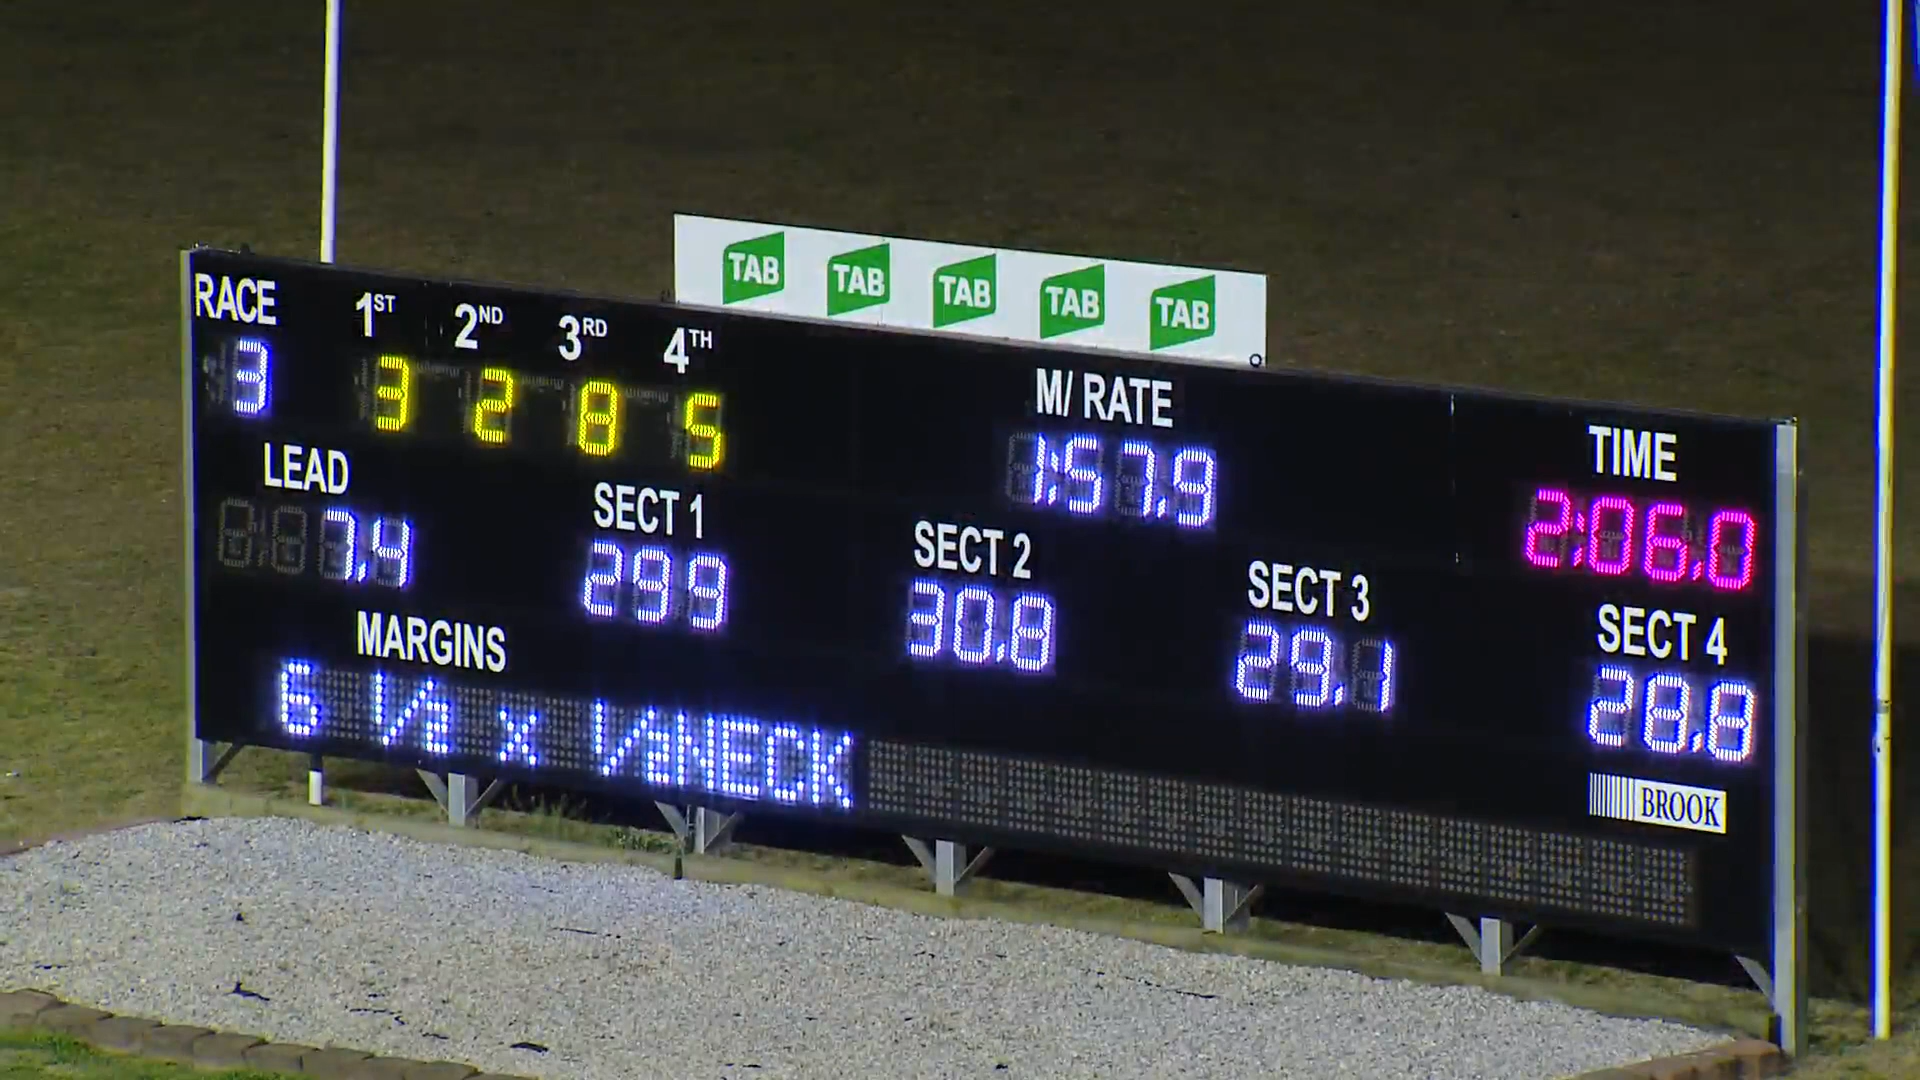 TAB TAB TAB TAB TAB
RACE 1ST 2ND 3RD 4TH
3 3 2 8 5
M/ RATE
1:57.9
TIME
2:06.0
LEAD
7.4
SECT 1
299
SECT 2
30.8
SECT 3
29.1
SECT 4
28.8
MARGINS
6 1/2 x 1/2NECK
BROOK